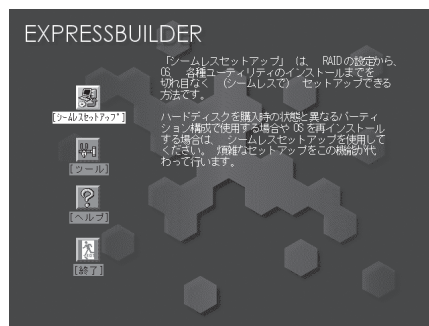 EXPRESSBUILDER
「シームレスセットアップ」 は、 RAIDの設定から、
OS 各種ユーティリティのインストールまでを
切れ目なく (シームレスで) セットアップできる
方法です。
ハードディスクを購入時の状態と異なるパーティ
ション構成で使用する場合や OSを再インストール
する場合は、 シームレスセットアップを使用して
ください。 煩雑なセットアップをこの機能が代
わって行います。
[シームレスセットアップ]
[ツール]
[ヘルプ]
[終了]